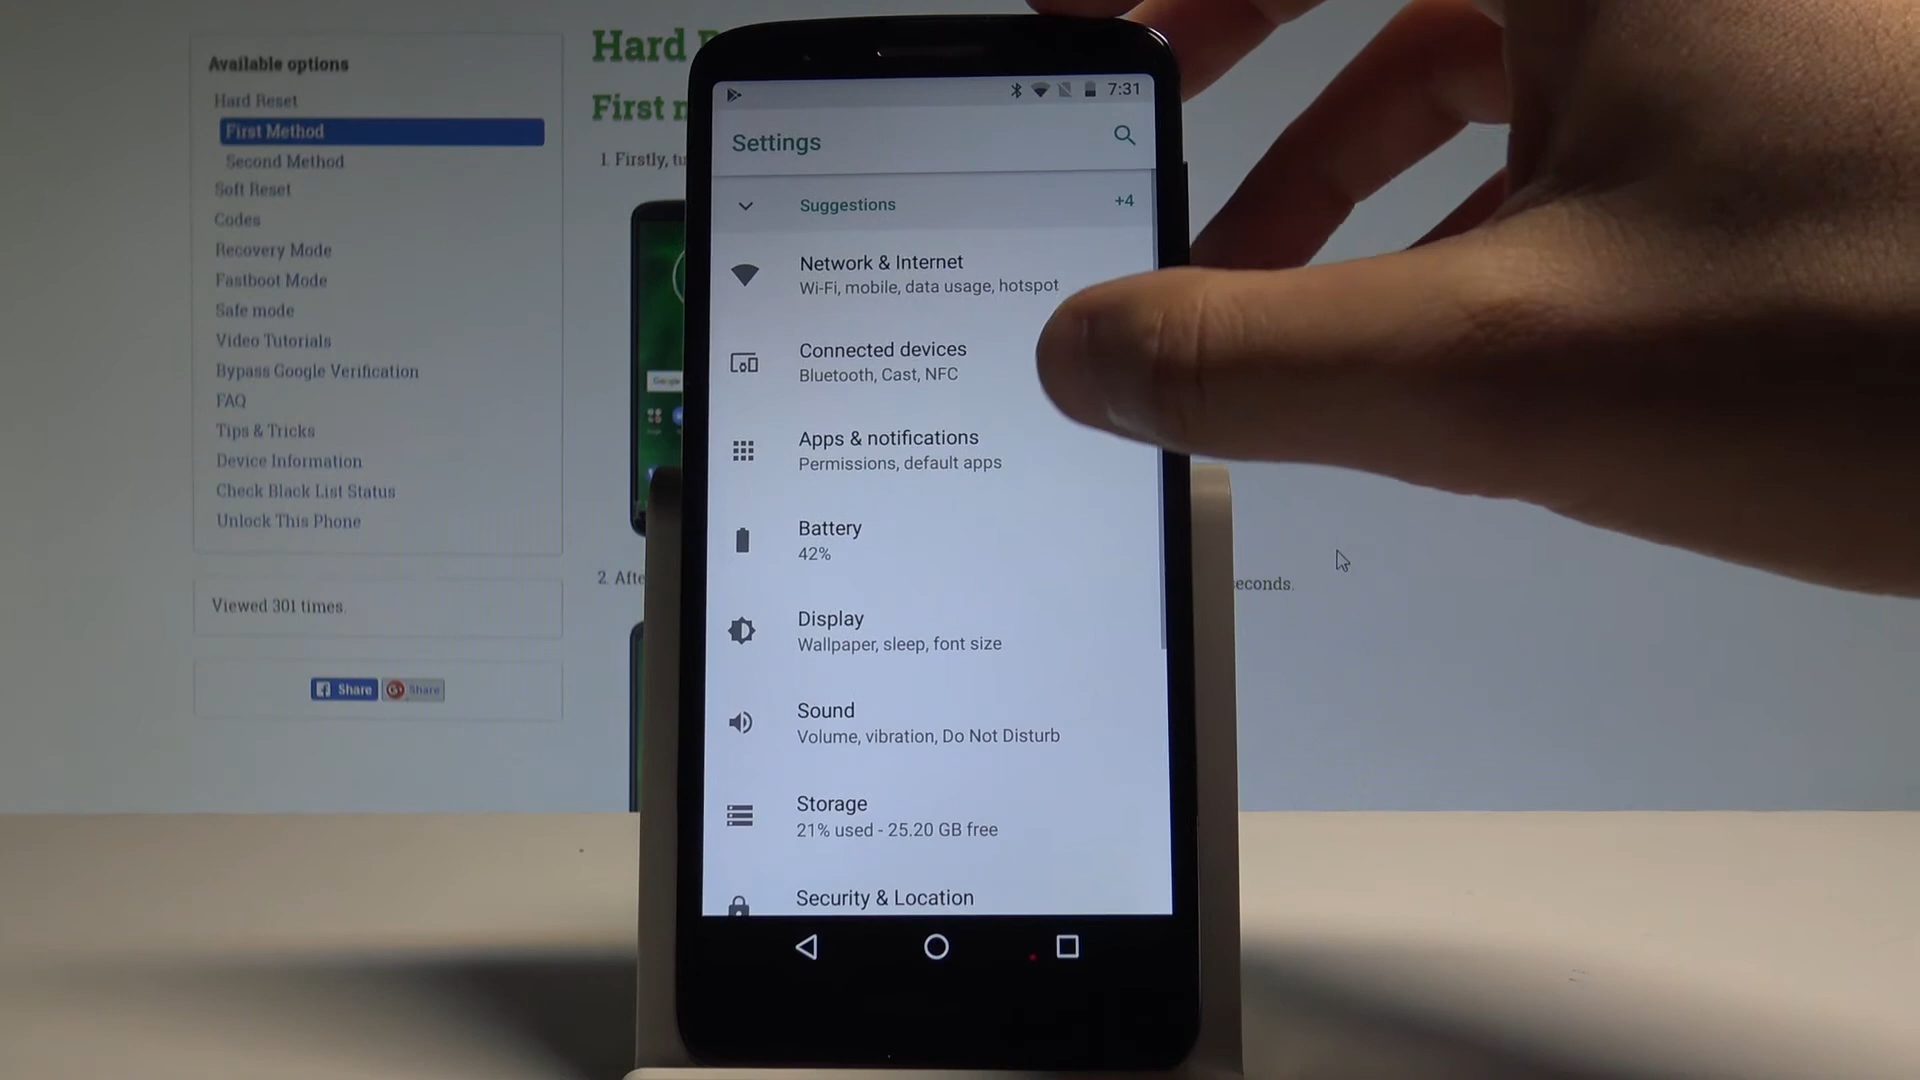 Available options
Hard Reset
First Method
Second Method
Soft Reset
Codes
Recovery Mode
Fastboot Mode
Safe mode
Video Tutorials
Bypass Google Verification
FAQ
Tips & Tricks
Device Information
Check Black List Status
Unlock This Phone
Viewed 301 times.
Share
Share
Hard
First
1. Firstly,
2.
seconds.
7:31
Settings
Suggestions
+4
Network & Internet
Wi-Fi, mobile, data usage, hotspot
Connected devices
Bluetooth, Cast, NFC
Apps & notifications
Permissions, default apps
Battery
42%
Display
Wallpaper, sleep, font size
Sound
Volume, vibration, Do Not Disturb
Storage
21% used - 25.20 GB free
Security & Location